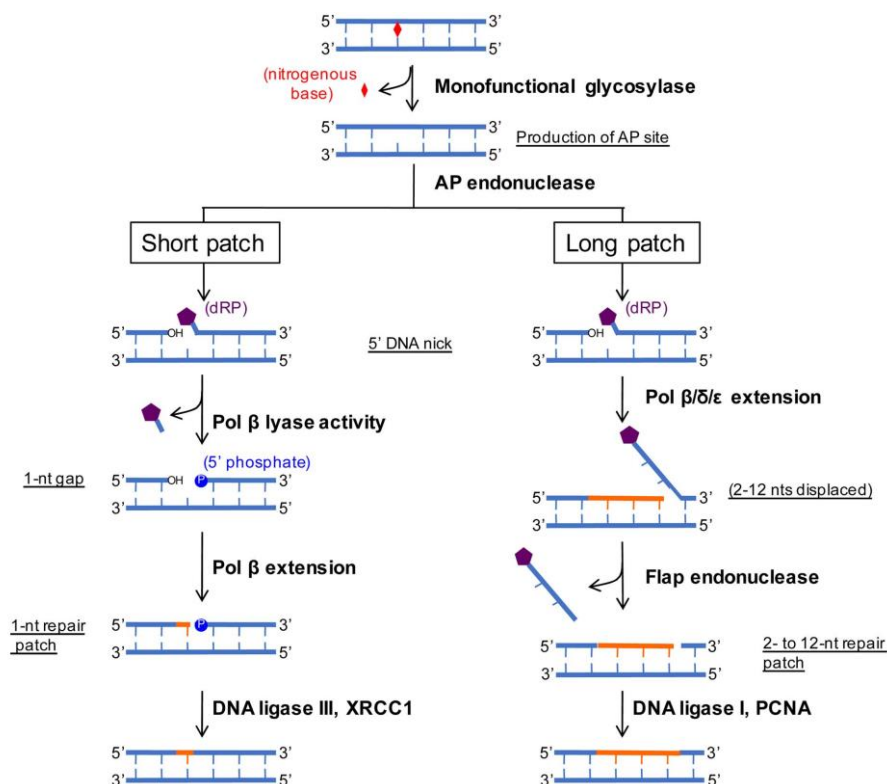 5’ 3’
3’ 5’
(nitrogenous
base)
Monofunctional glycosylase
5’ 3’
3’ 5’
Production of AP site
AP endonuclease
Short patch
Long patch
(dRP)
5’ OH 3’
3’ 5’
5’ DNA nick
(dRP)
5’ OH 3’
3’ 5’
Pol β lyase activity
Pol β/δ/ε extension
1-nt gap
(5’ phosphate)
5’ OH P 3’
3’ 5’
5’ 3’
3’ 5’
(2-12 nts displaced)
Pol β extension
Flap endonuclease
1-nt repair
patch
5’ P 3’
3’ 5’
5’ 3’
3’ 5’
2- to 12-nt repair
patch
DNA ligase III, XRCC1
DNA ligase I, PCNA
5’ 3’
3’ 5’
5’ 3’
3’ 5’